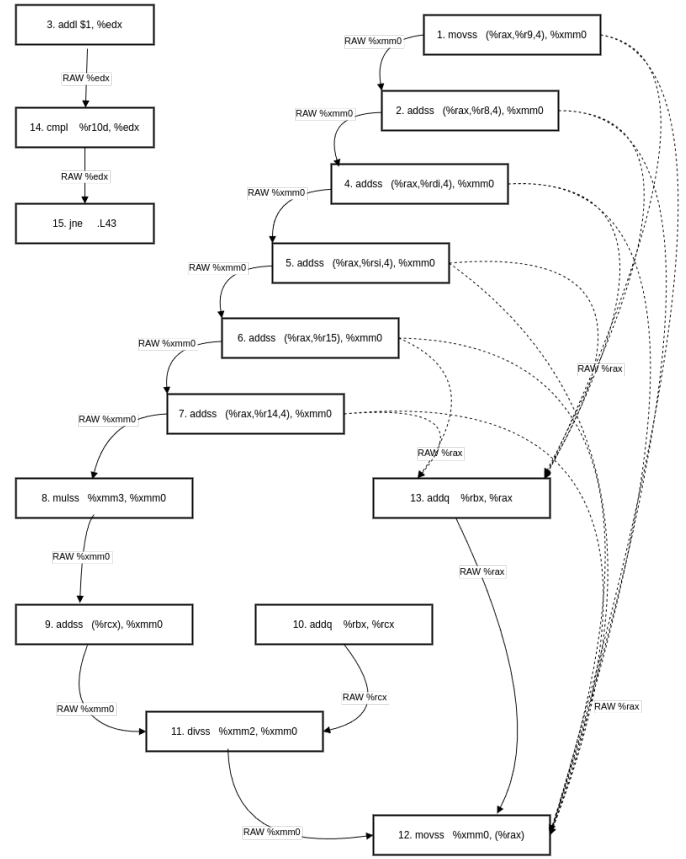 3. addl $1, %edx
1. movss (%rax,%r9,4), %xmm0
RAW %xmm0
RAW %edx
2. addss (%rax,%r8,4), %xmm0
RAW %xmm0
14. cmpl %r10d, %edx
RAW %edx
4. addss (%rax,%rdi,4), %xmm0
RAW %xmm0
15. jne .L43
5. addss (%rax,%rsi,4), %xmm0
RAW %xmm0
6. addss (%rax,%r15), %xmm0
RAW %xmm0
RAW %rax
7. addss (%rax,%r14,4), %xmm0
RAW %xmm0
RAW %rax
8. mulss %xmm3, %xmm0
13. addq %rbx, %rax
RAW %xmm0
RAW %rax
9. addss (%rcx), %xmm0
10. addq %rbx, %rcx
RAW %rcx
RAW %xmm0
RAW %rax
11. divss %xmm2, %xmm0
RAW %xmm0
12. movss %xmm0, (%rax)